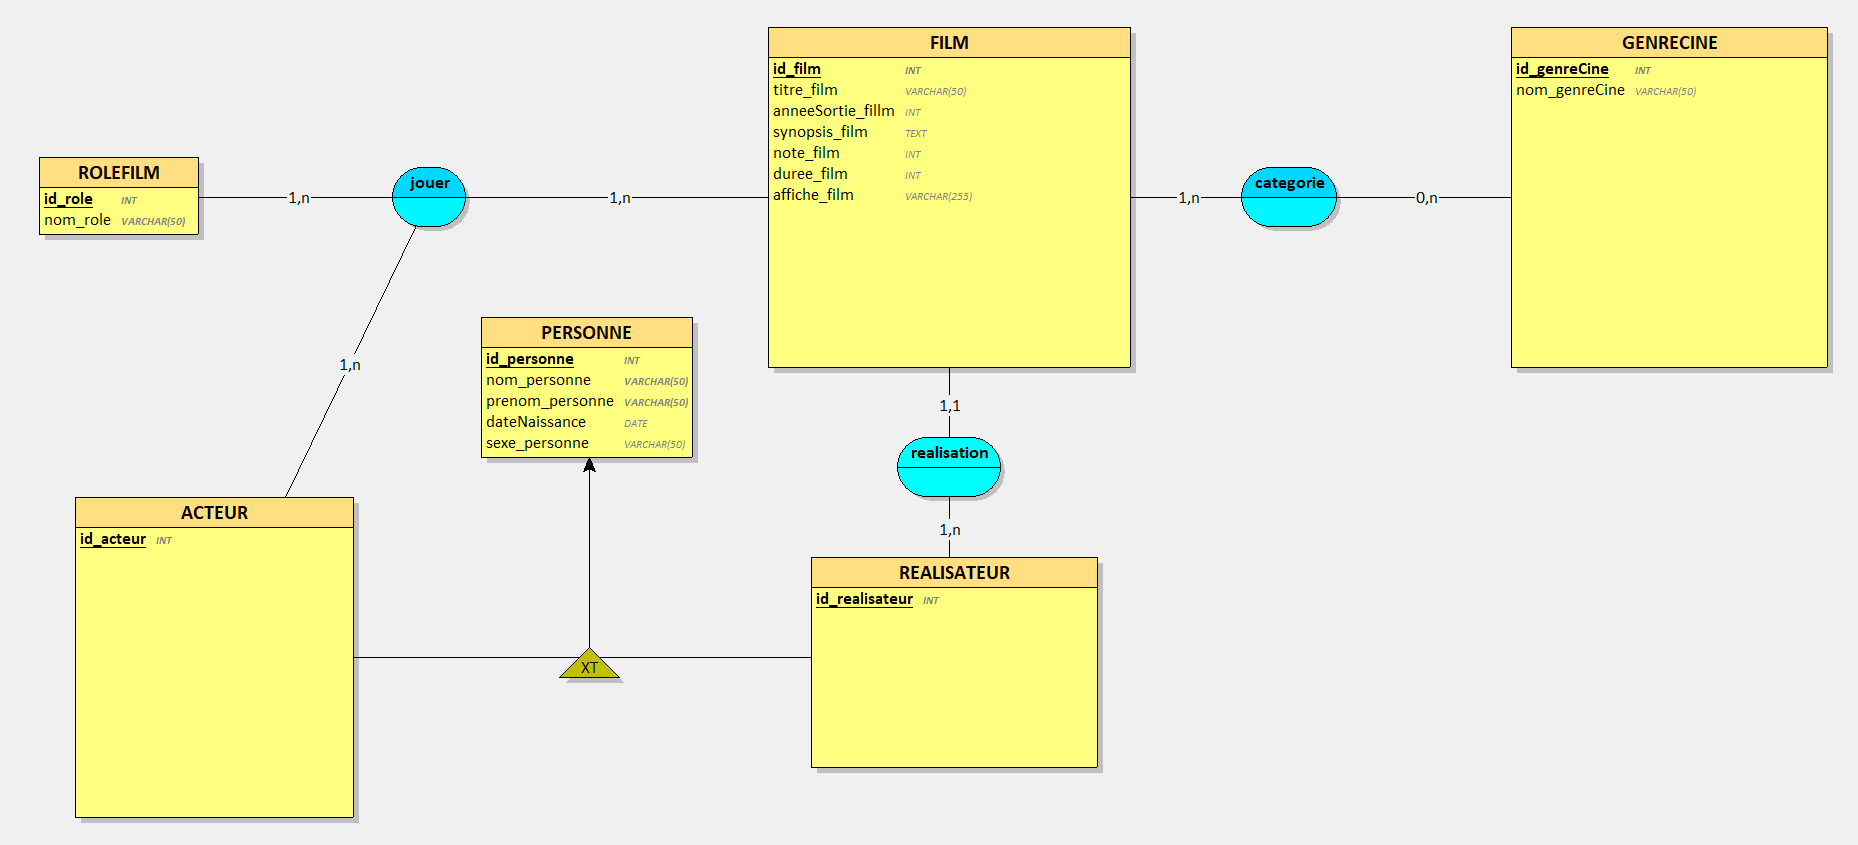 FILM
id_film INT
titre_film VARCHAR(50)
anneeSortie_fillm INT
synopsis_film TEXT
note_film INT
duree_film INT
affiche_film VARCHAR(255)
GENRECINE
id_genreCine INT
nom_genreCine VARCHAR(50)
ROLEFILM
id_role INT
nom_role VARCHAR(50)
1,n
jouer
1,n
1,n
categorie
0,n
1,n
PERSONNE
id_personne INT
nom_personne VARCHAR(50)
prenom_personne VARCHAR(50)
dateNaissance DATE
sexe_personne VARCHAR(50)
1,1
realisation
1,n
ACTEUR
id_acteur INT
REALISATEUR
id_realisateur INT
XT